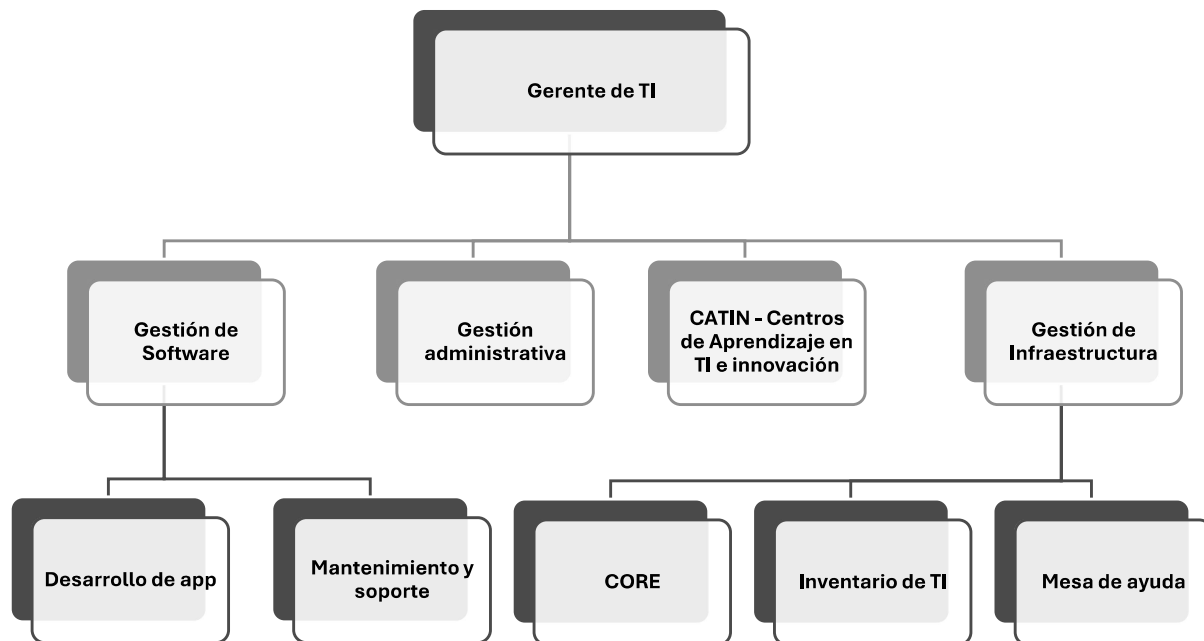 Gerente de TI
Gestión de
Software
Gestión
administrativa
CATIN - Centros
de Aprendizaje en
TI e innovación
Gestión de
Infraestructura
Desarrollo de app
Mantenimiento y
soporte
CORE
Inventario de TI
Mesa de ayuda